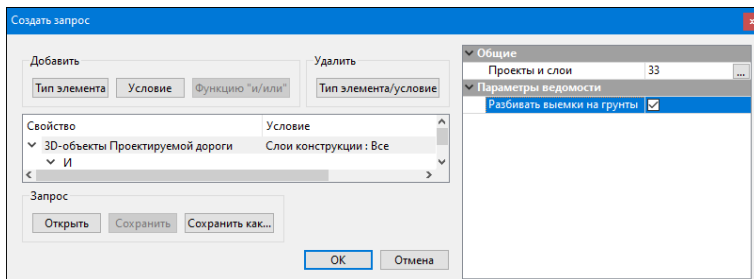 Создать запрос
Добавить
Тип элемента Условие Функцию "и/или"
Удалить
Тип элемента/условие
Свойство Условие
3D-объекты Проектируемой дороги Слои конструкции : Все
И
Запрос
Открыть Сохранить Сохранить как...
ОК Отмена
Общие
Проекты и слои 33 ...
Параметры ведомости
Разбивать выемки на грунты